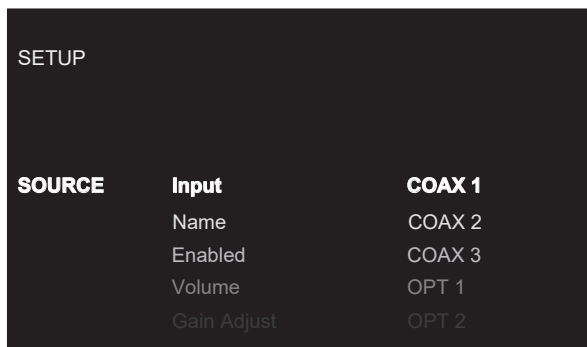 SETUP
SOURCE Input COAX 1
Name COAX 2
Enabled COAX 3
Volume OPT 1
Gain Adjust OPT 2